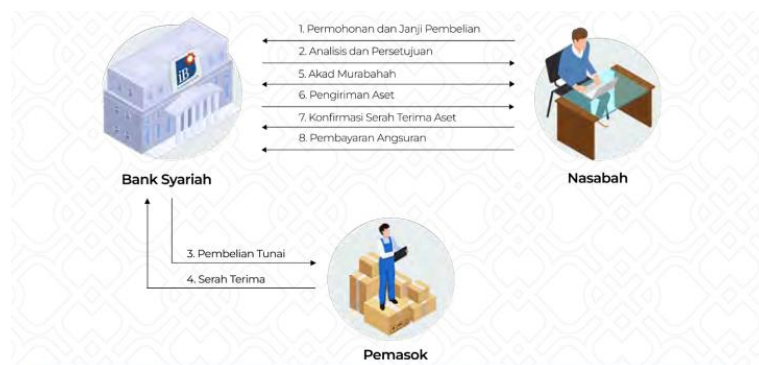 1. Permohonan dan Janji Pembelian
2. Analisis dan Persetujuan
5. Akad Murabahah
6. Pengiriman Aset
7. Konfirmasi Serah Terima Aset
8. Pembayaran Angsuran
iB
Bank Syariah
Nasabah
3. Pembelian Tunai
4. Serah Terima
Pemasok